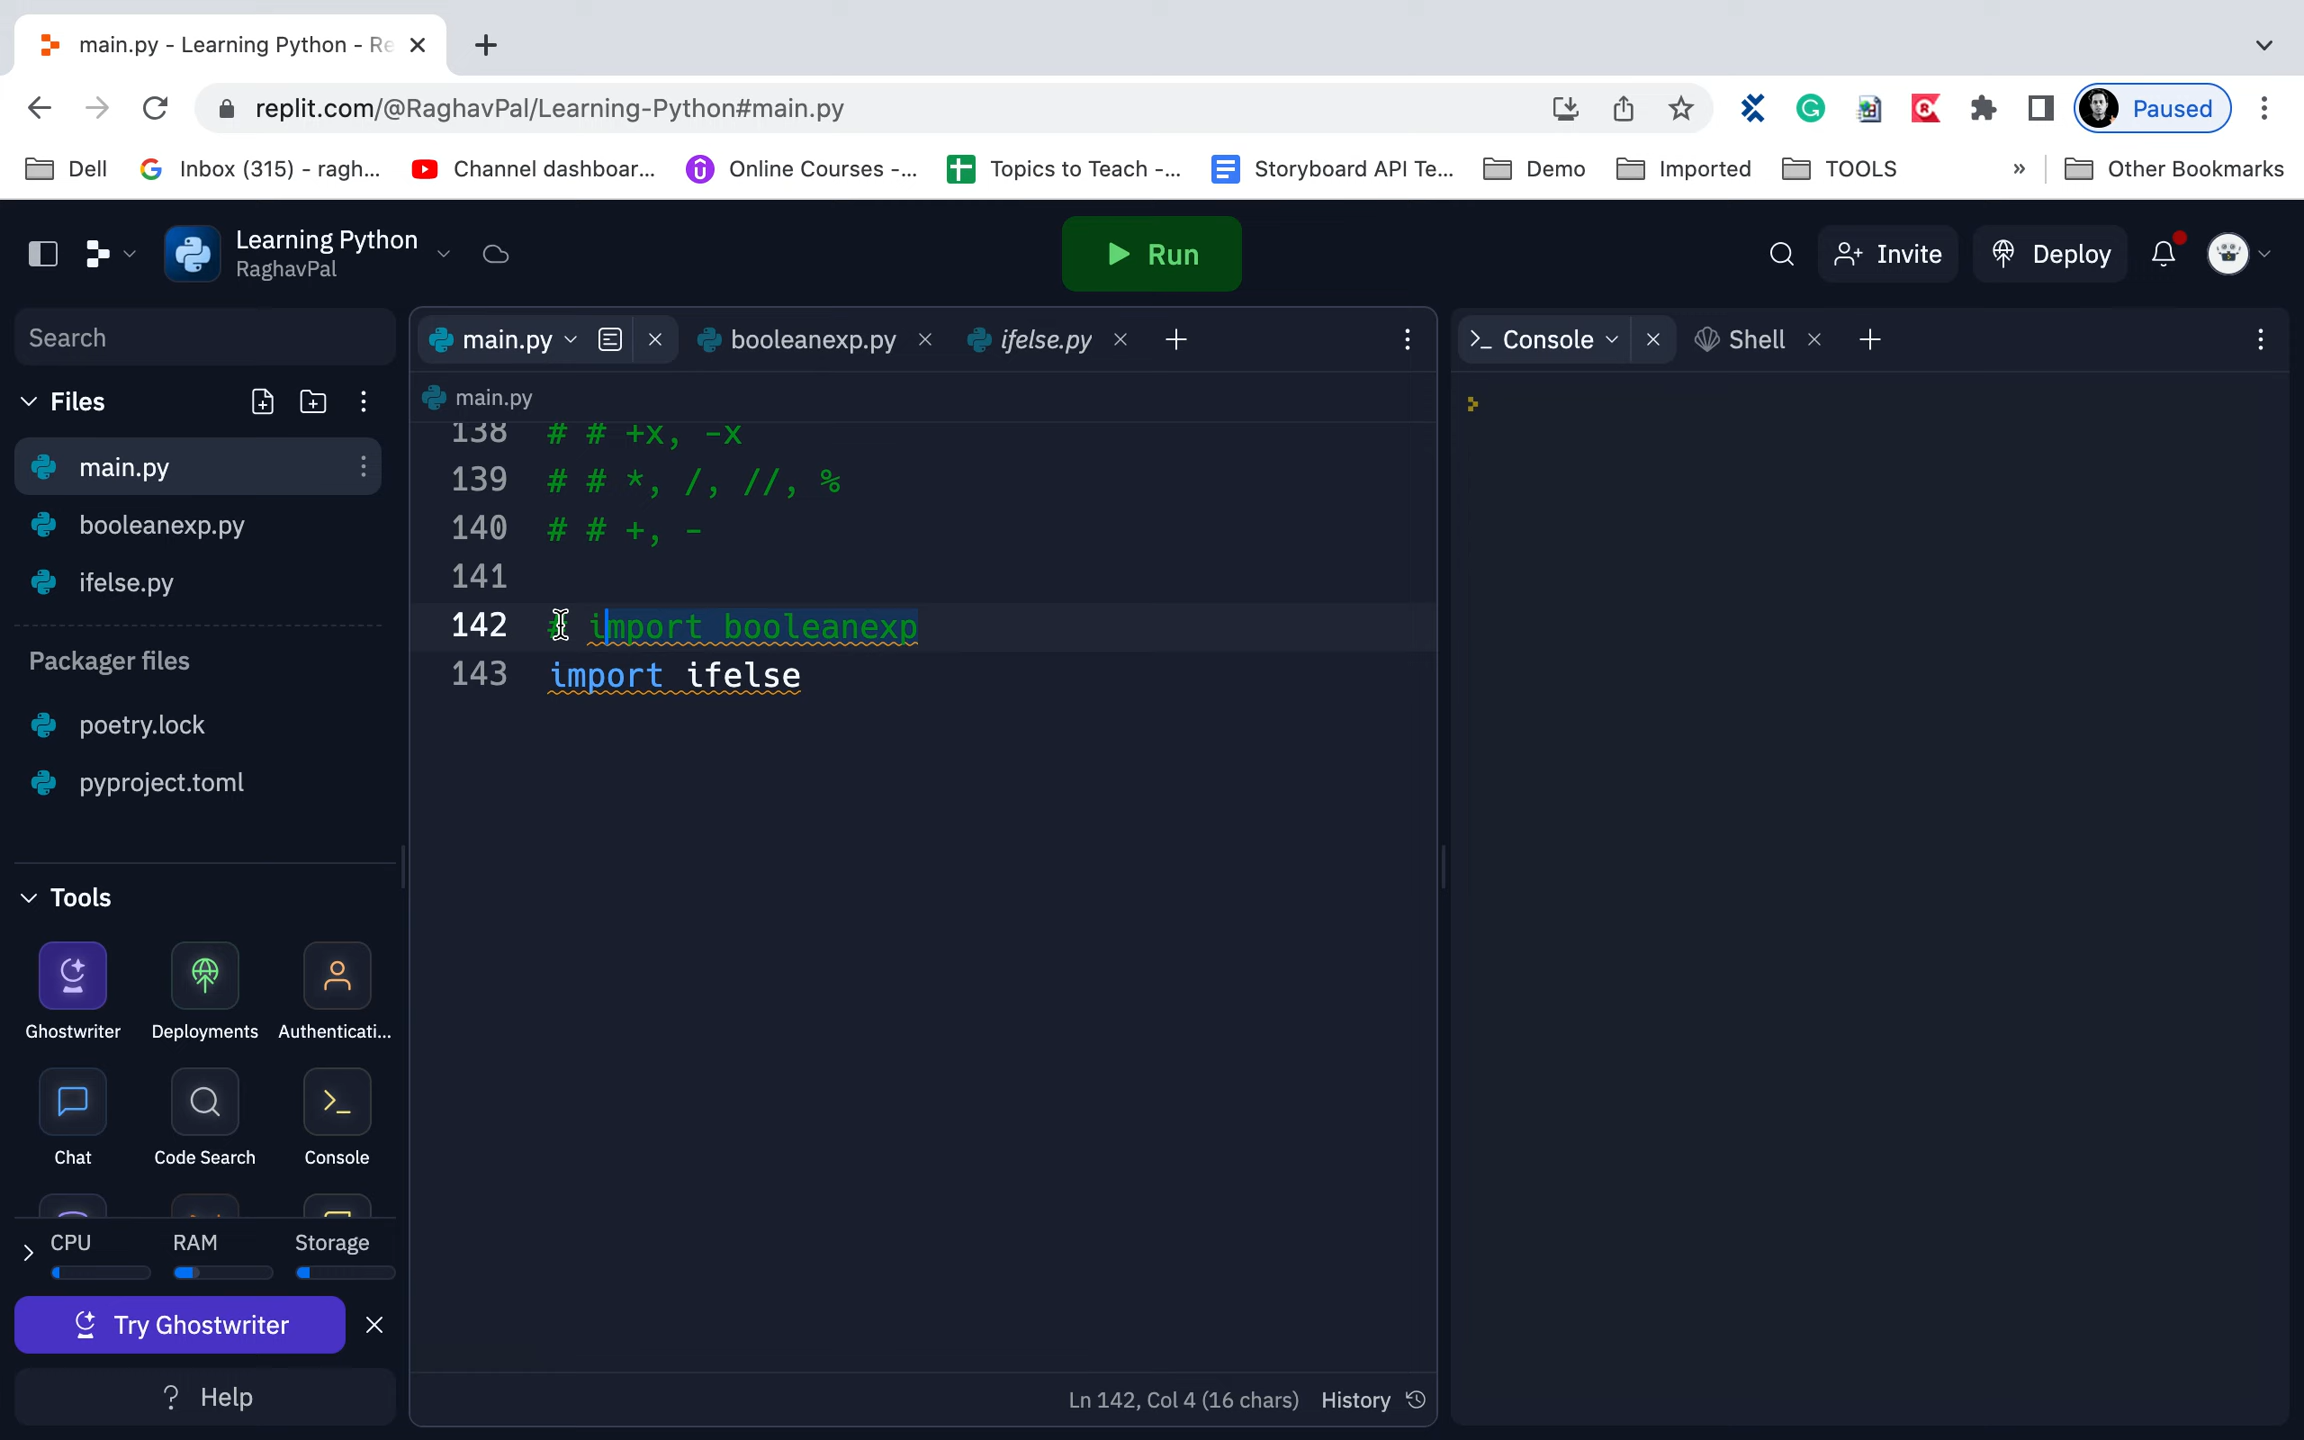 main.py - Learning Python - Re
replit.com/@RaghavPal/Learning-Python#main.py
Paused
Dell
Inbox (315) - ragh...
Channel dashboar...
Online Courses -...
Topics to Teach -...
Storyboard API Te...
Demo
Imported
TOOLS
»
Other Bookmarks
Learning Python
RaghavPal
Run
Invite
Deploy
Search
Files
main.py
booleanexp.py
ifelse.py
Packager files
poetry.lock
pyproject.toml
Tools
Ghostwriter
Deployments
Authenticati...
Chat
Code Search
Console
CPU
RAM
Storage
Try Ghostwriter
? Help
main.py
booleanexp.py
ifelse.py
main.py
138 # # +x, -x
139 # # *, /, //, %
140 # # +, -
141
142 # import booleanexp
143 import ifelse
Ln 142, Col 4 (16 chars)
History
Console
Shell